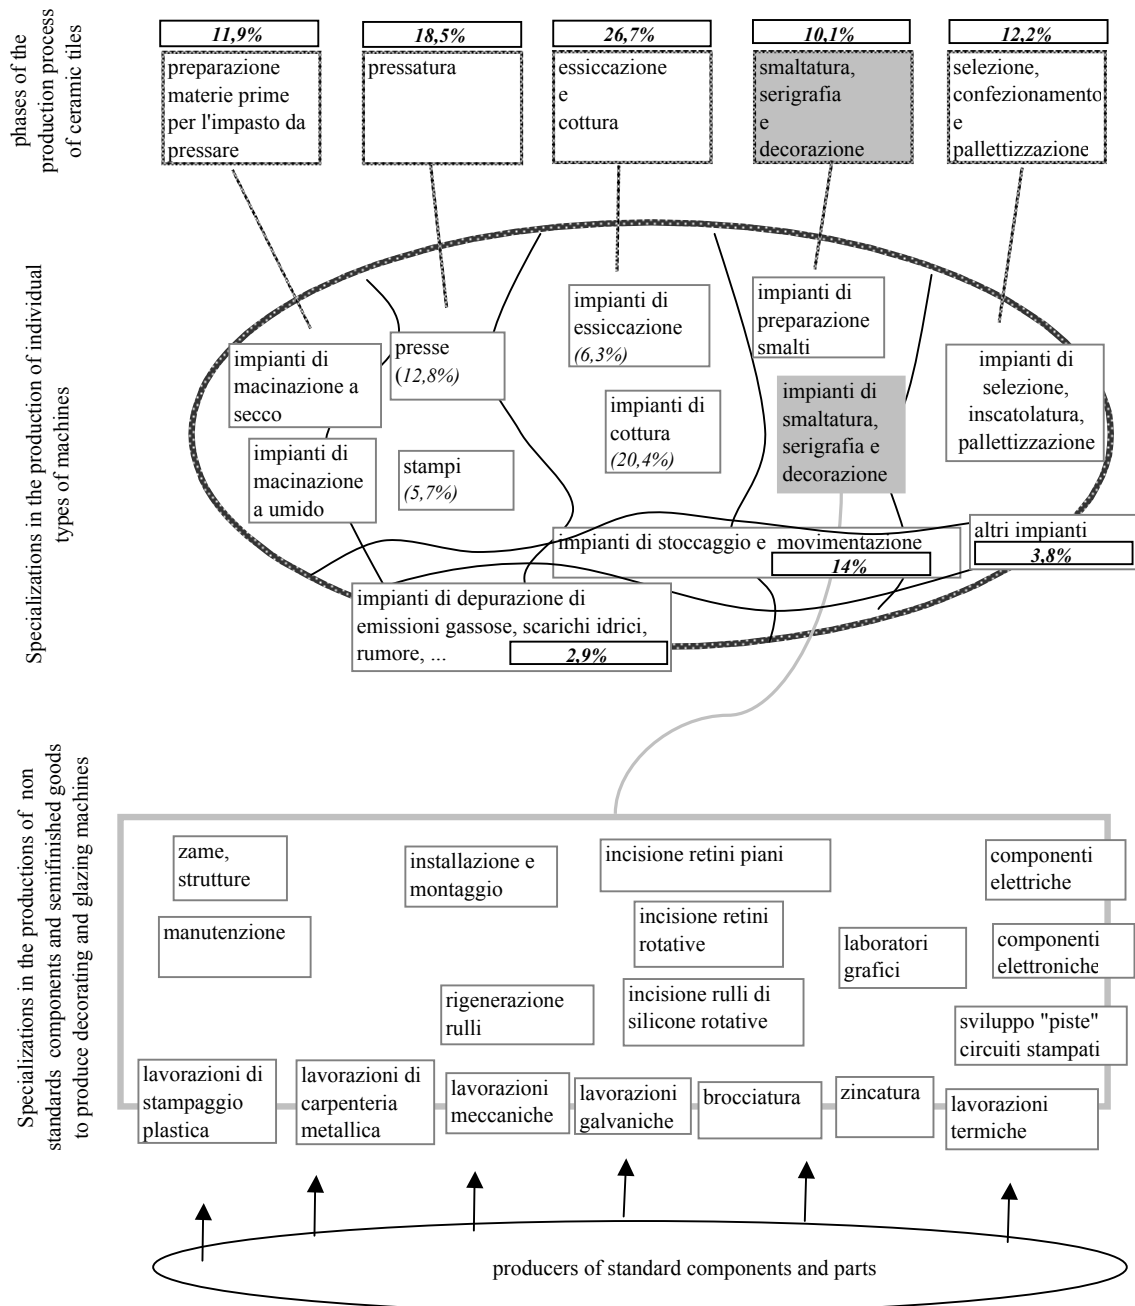 phases of the
production process
of ceramic tiles
11,9%
preparazione
materie prime
per l'impasto da
pressare
18,5%
pressatura
26,7%
essiccazione
e
cottura
10,1%
smaltatura,
serigrafia
e
decorazione
12,2%
selezione,
confezionamento
e
pallettizzazione
Specializations in the production of individual
types of machines
impianti di
macinazione a
secco
impianti di
macinazione
a umido
presse
(12,8%)
stampi
(5,7%)
impianti di
essiccazione
(6,3%)
impianti di
cottura
(20,4%)
impianti di
preparazione
smalti
impianti di
smaltatura,
serigrafia e
decorazione
impianti di
selezione,
inscatolatura,
pallettizzazione
impianti di stoccaggio e movimentazione
14%
altri impianti
3,8%
impianti di depurazione di
emissioni gassose, scarichi idrici,
rumore, ...
2,9%
Specializations in the productions of non
standards components and semifinished goods
to produce decorating and glazing machines
zame,
strutture
manutenzione
installazione e
montaggio
rigenerazione
rulli
incisione retini piani
incisione retini
rotative
incisione rulli di
silicone rotative
laboratori
grafici
componenti
elettriche
componenti
elettroniche
sviluppo "piste"
circuiti stampati
lavorazioni di
stampaggio
plastica
lavorazioni di
carpenteria
metallica
lavorazioni
meccaniche
lavorazioni
galvaniche
brocciatura
zincatura
lavorazioni
termiche
producers of standard components and parts